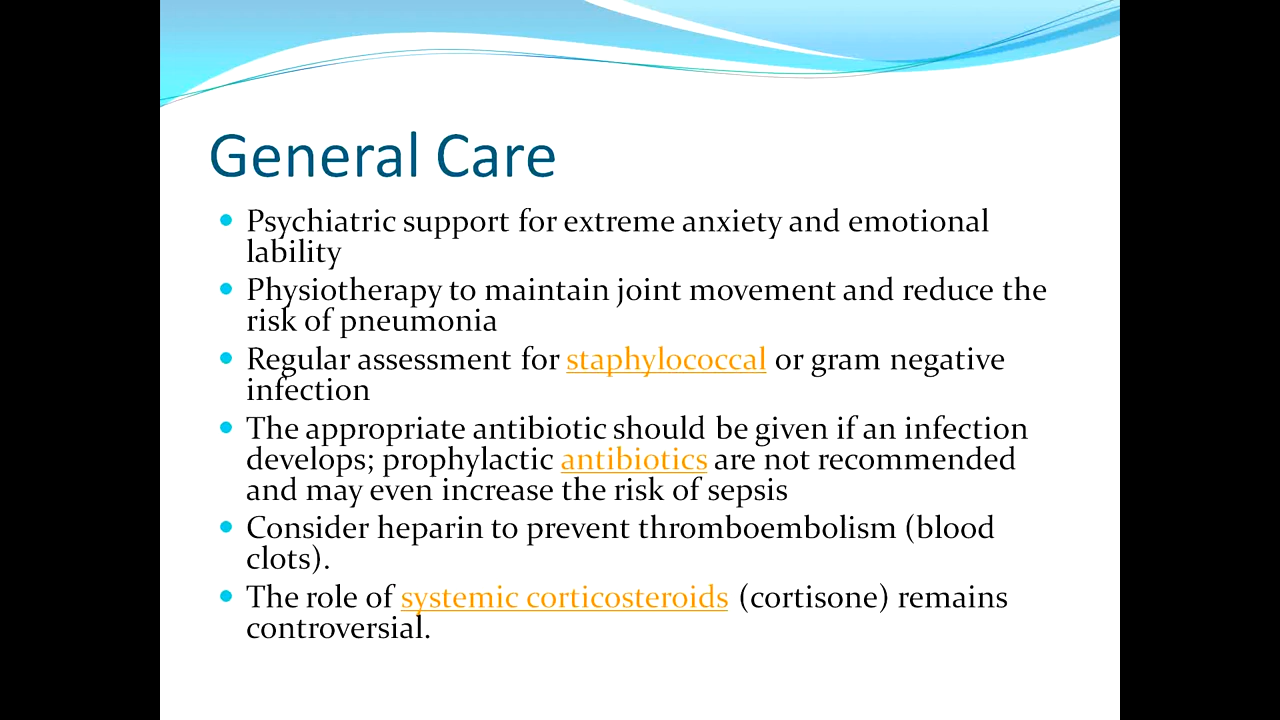 General Care
Psychiatric support for extreme anxiety and emotional
lability
Physiotherapy to maintain joint movement and reduce the
risk of pneumonia
Regular assessment for staphylococcal or gram negative
infection
The appropriate antibiotic should be given if an infection
develops; prophylactic antibiotics are not recommended
and may even increase the risk of sepsis
Consider heparin to prevent thromboembolism (blood
clots).
The role of systemic corticosteroids (cortisone) remains
controversial.